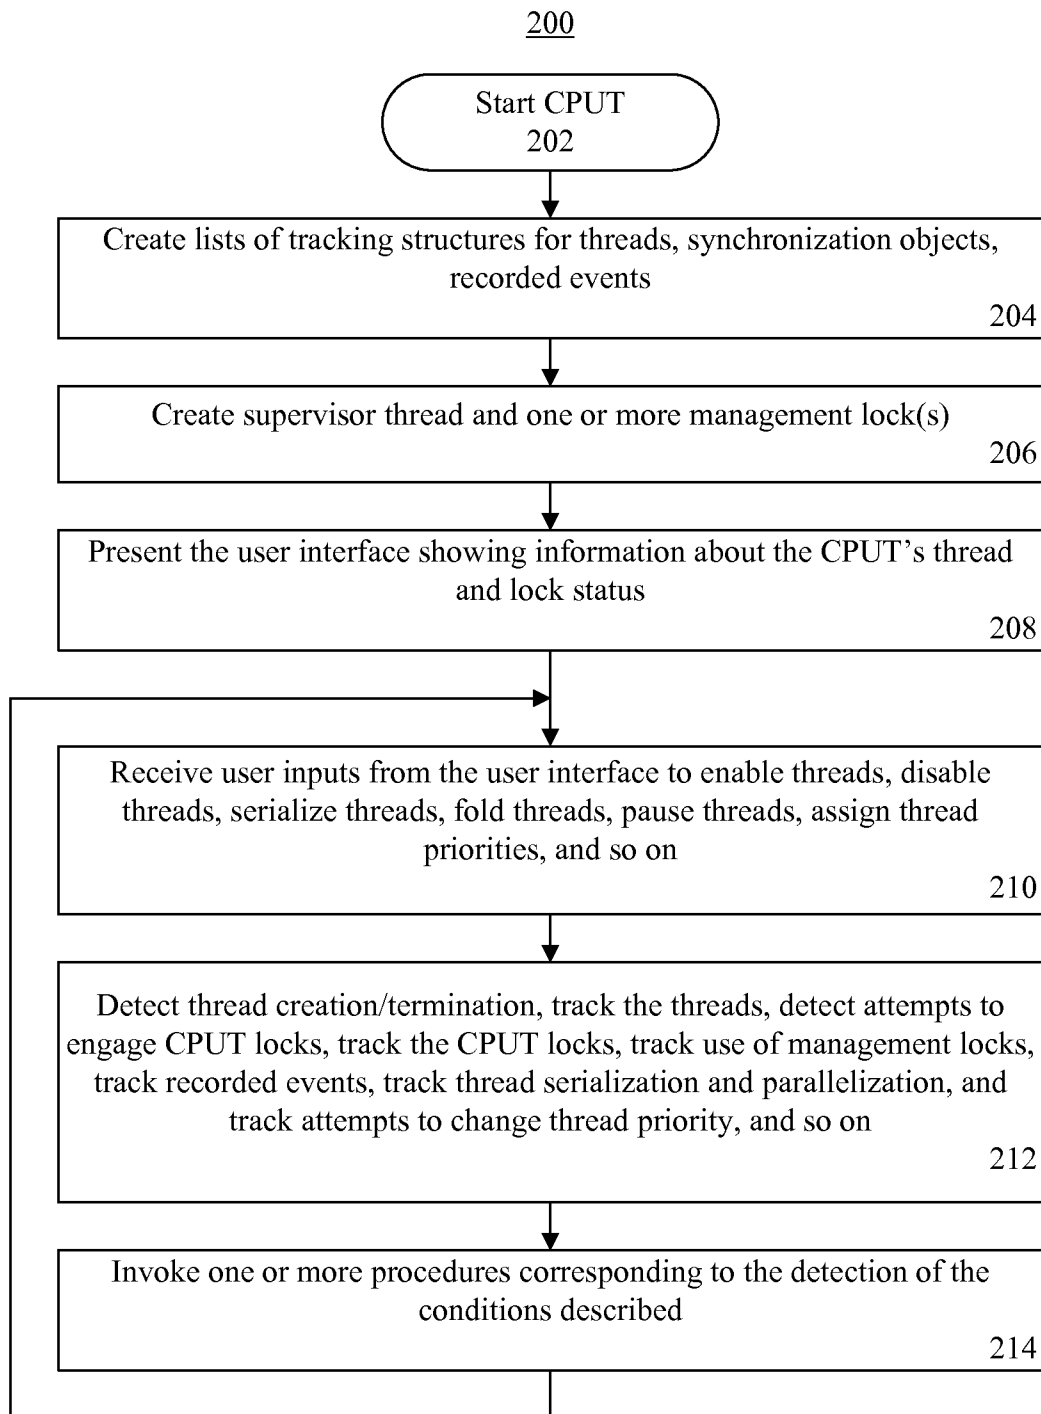 200
Start CPUT
202
Create lists of tracking structures for threads, synchronization objects,
recorded events
204
Create supervisor thread and one or more management lock(s)
206
Present the user interface showing information about the CPUT’s thread
and lock status
208
Receive user inputs from the user interface to enable threads, disable
threads, serialize threads, fold threads, pause threads, assign thread
priorities, and so on
210
Detect thread creation/termination, track the threads, detect attempts to
engage CPUT locks, track the CPUT locks, track use of management locks,
track recorded events, track thread serialization and parallelization, and
track attempts to change thread priority, and so on
212
Invoke one or more procedures corresponding to the detection of the
conditions described
214